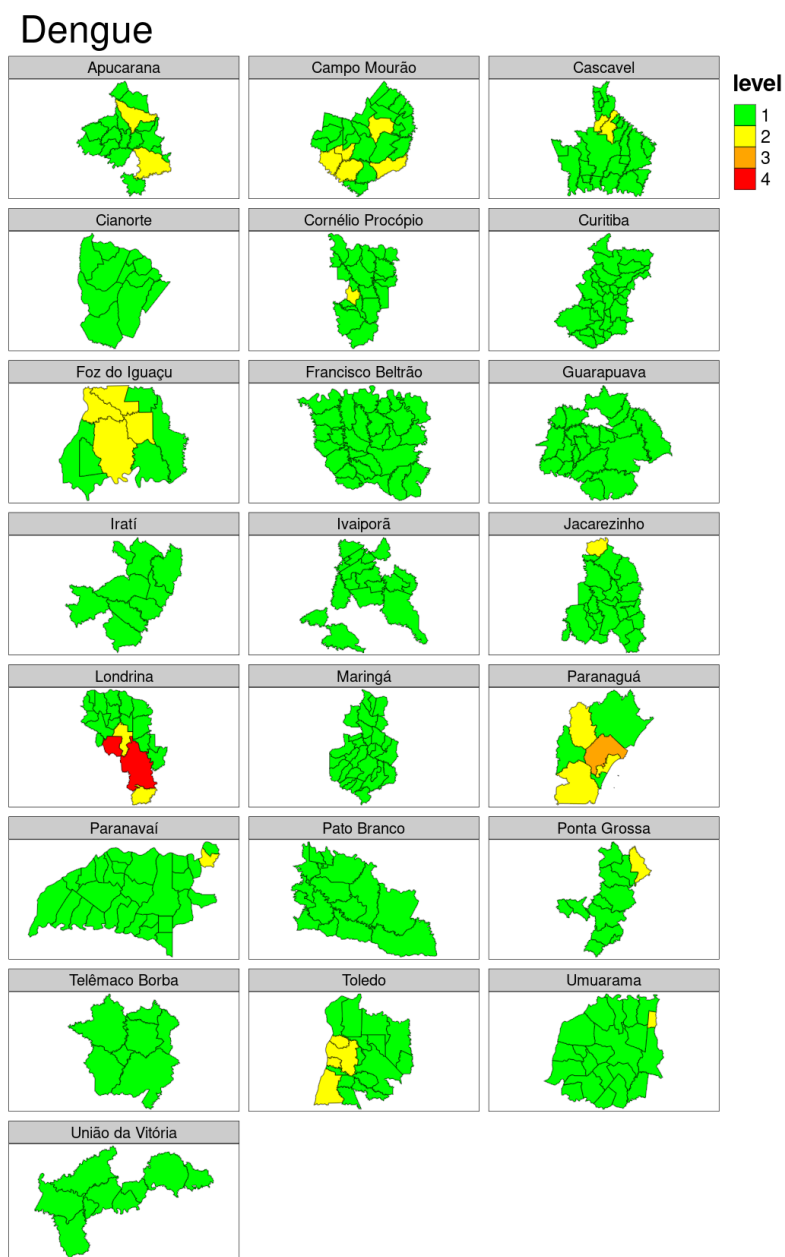 Dengue
Apucarana
Campo Mourão
Cascavel
level
1
2
3
4
Cianorte
Cornélio Procópio
Curitiba
Foz do Iguaçu
Francisco Beltrão
Guarapuava
Iratí
Ivaiporã
Jacarezinho
Londrina
Maringá
Paranaguá
Paranavaí
Pato Branco
Ponta Grossa
Telêmaco Borba
Toledo
Umuarama
União da Vitória